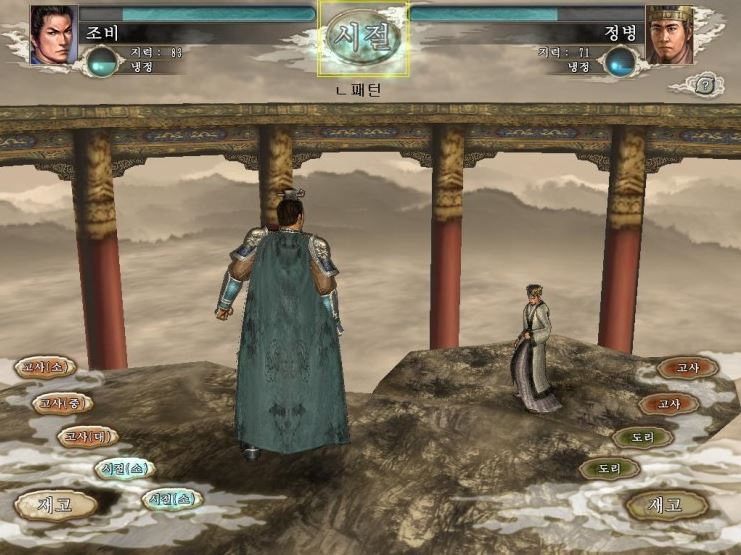 조비
지력: 83
냉정
시절
정병
지력: 71
냉정
?
ㄴ패턴
고사(소)
고사(중)
고사(대)
시절(소)
시절(소)
재고
고사
고사
도리
도리
재고